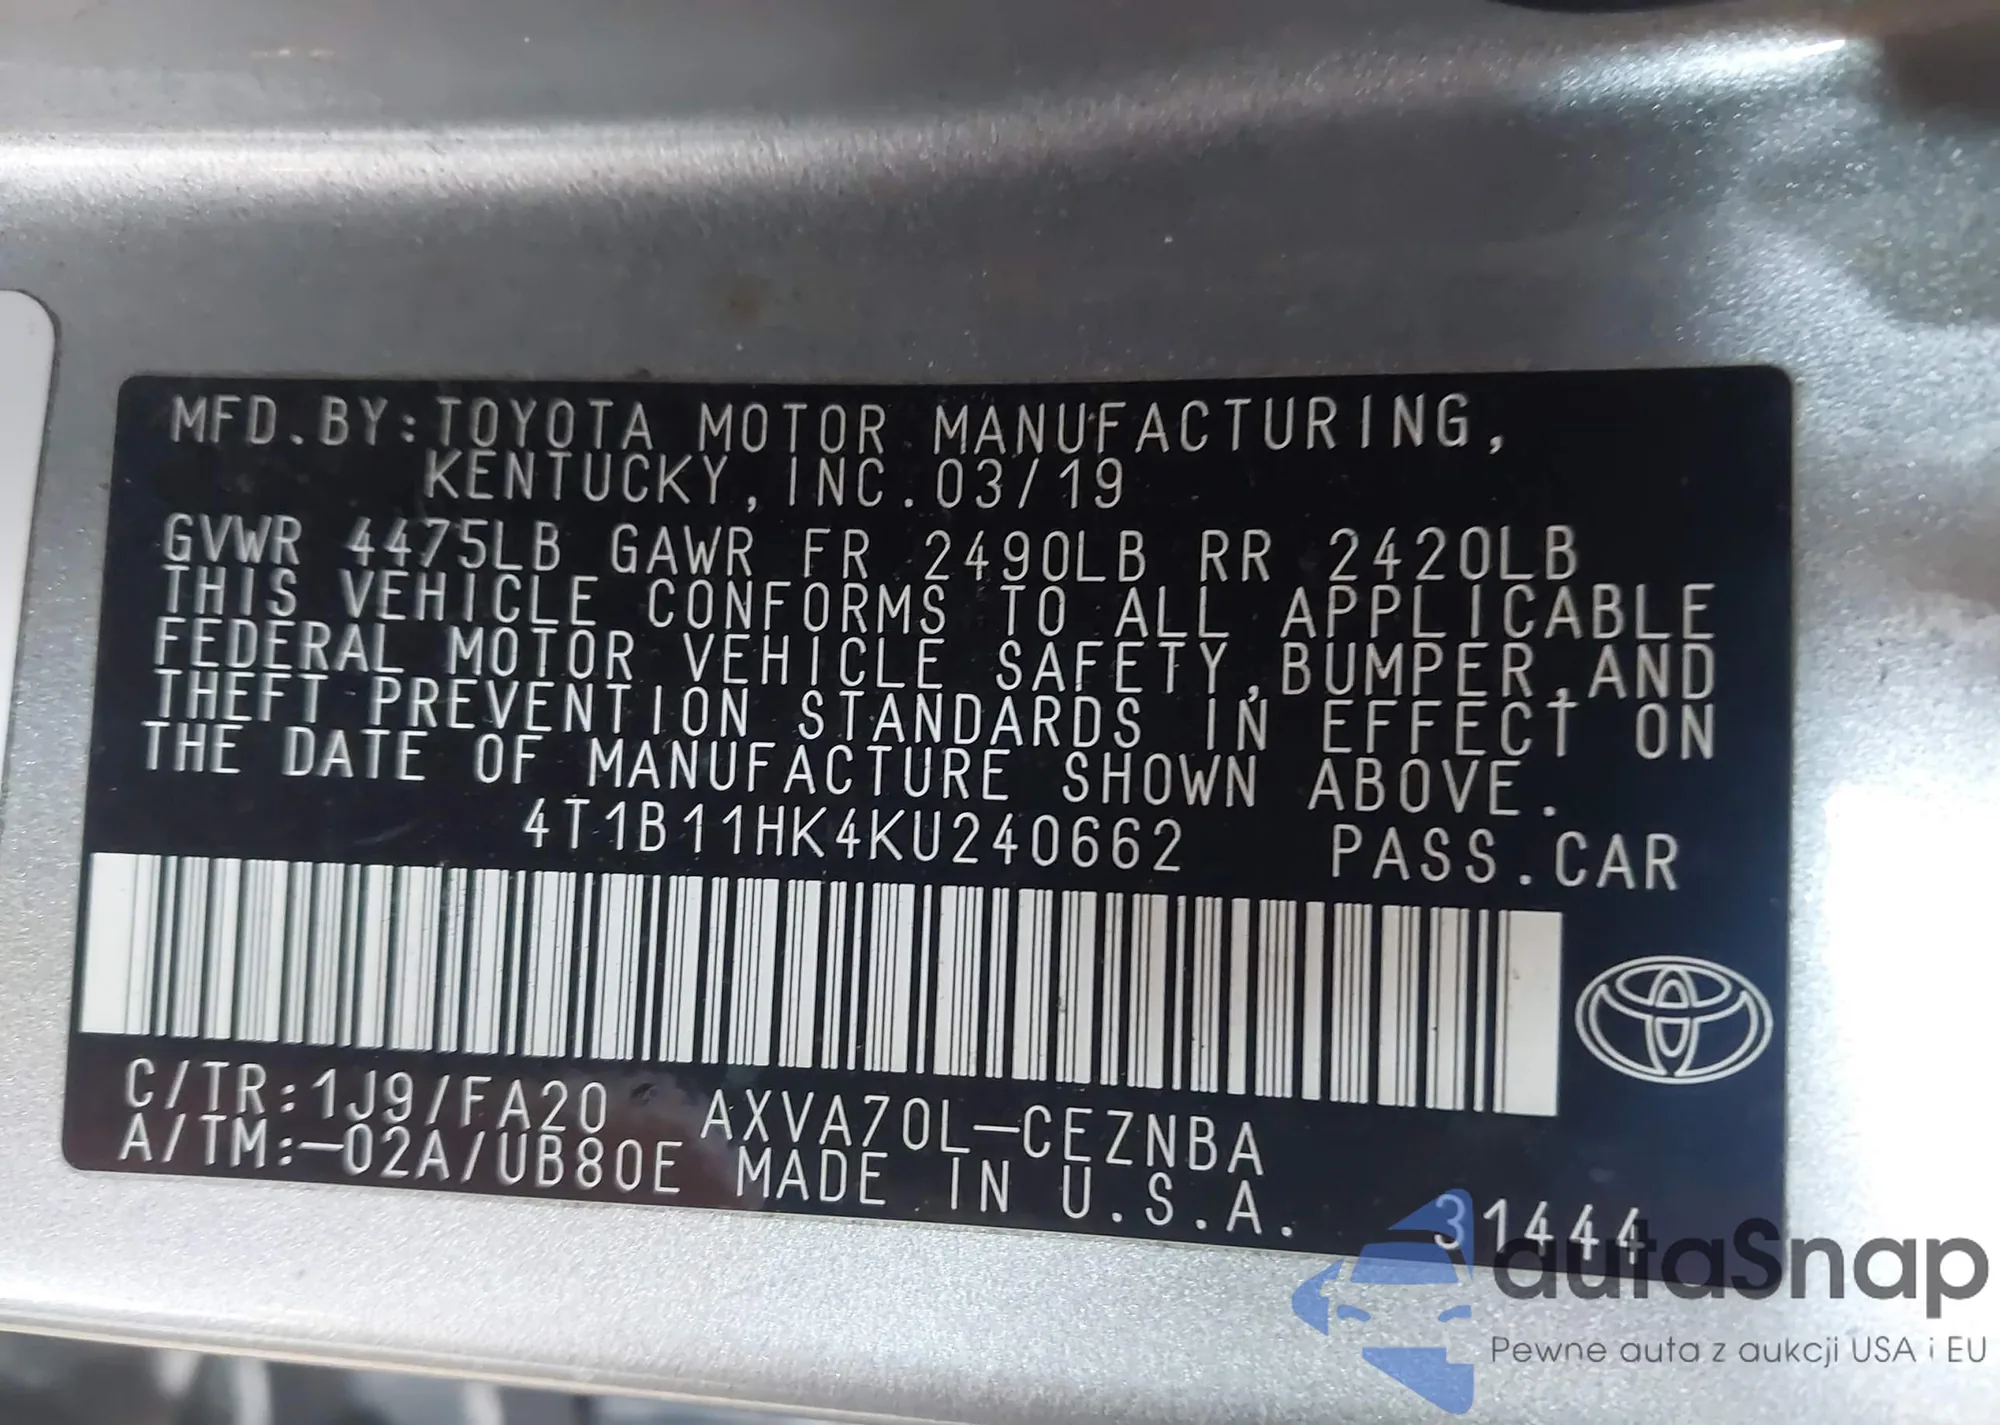 MFD.BY:TOYOTA MOTOR MANUFACTURING,
KENTUCKY,INC.03/19
GVWR 4475LB GAWR FR 2490LB RR 2420LB
THIS VEHICLE CONFORMS TO ALL APPLICABLE
FEDERAL MOTOR VEHICLE SAFETY,BUMPER,AND
THEFT PREVENTION STANDARDS IN EFFECT ON
THE DATE OF MANUFACTURE SHOWN ABOVE.
4T1B11HK4KU240662 PASS.CAR
C/TR:1J9/FA20 AXVA70L-CEZNBA
A/TM:-02A/UB80E MADE IN U.S.A. 31444
autaSnap
Pewne auta z aukcji USA i EU